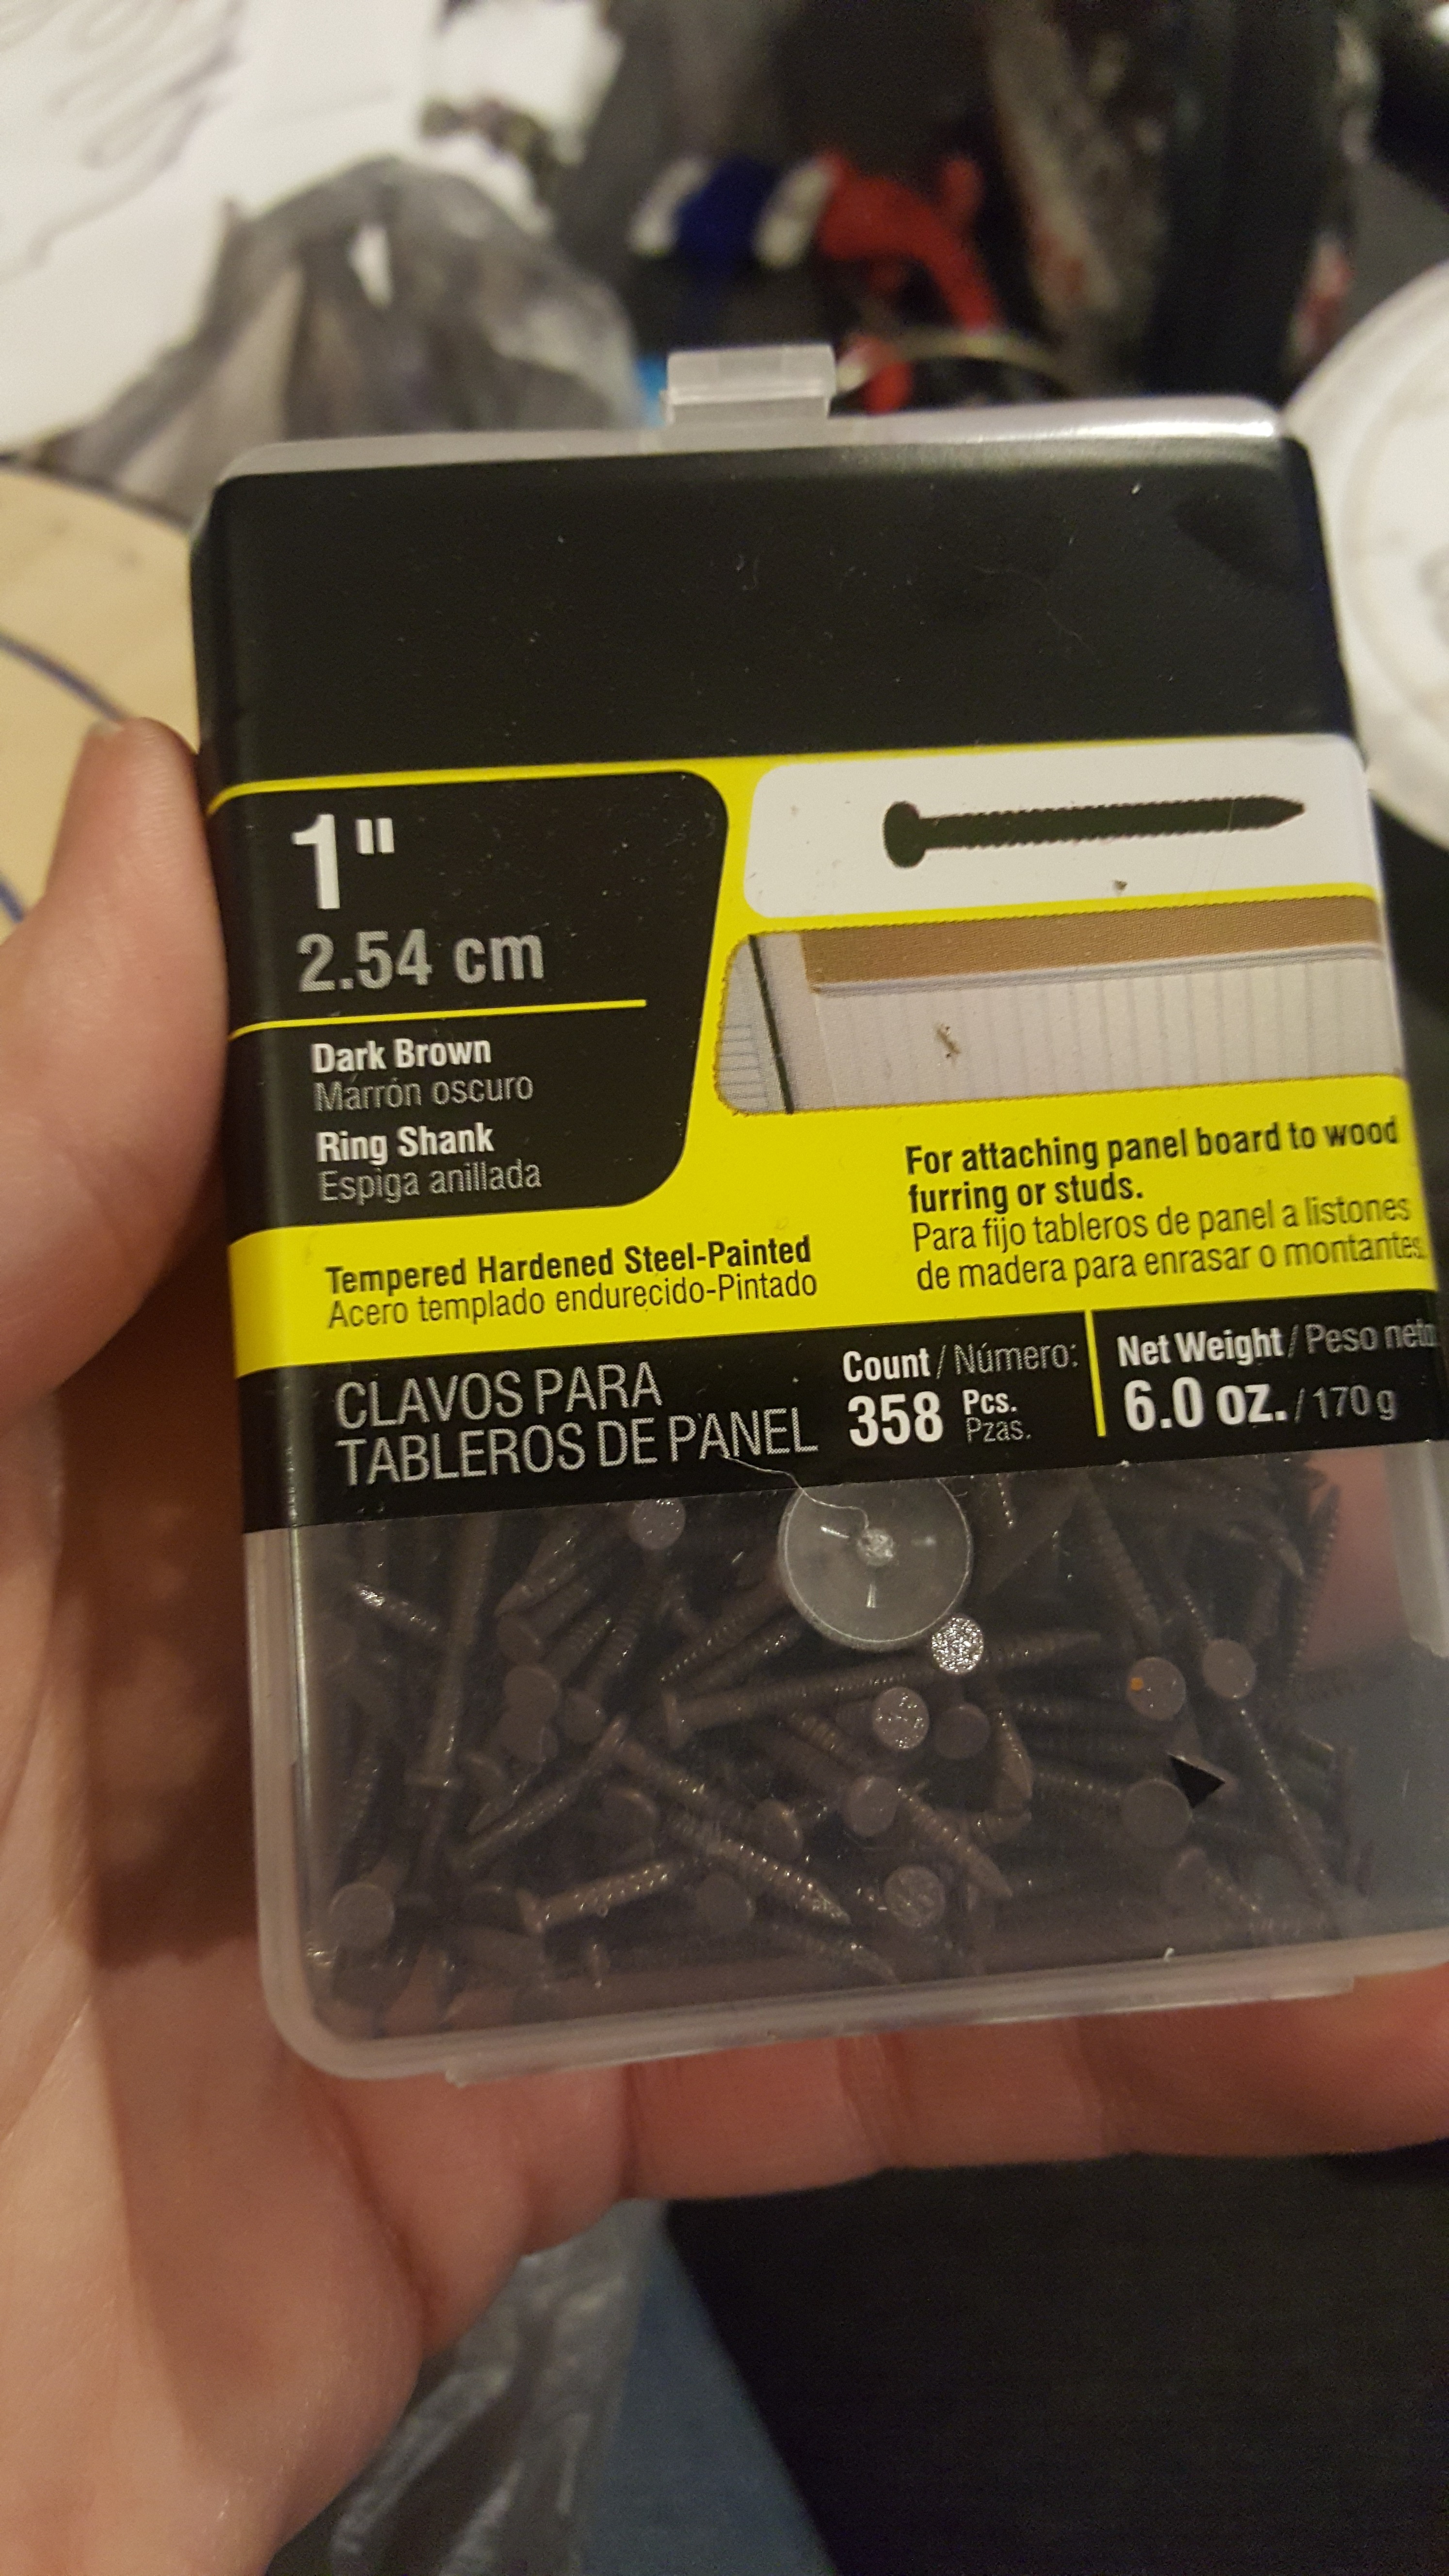 1"
2.54 cm
Dark Brown
Marrón oscuro
Ring Shank
Espiga anillada
For attaching panel board to wood
furring or studs.
Para fijo tableros de panel a listones
de madera para enrasar o montantes
Tempered Hardened Steel-Painted
Acero templado endurecido-Pintado
CLAVOS PARA
TABLEROS DE PANEL
Count / Número:
358 Pcs.
Pzas.
Net Weight / Peso neto
6.0 oz. / 170 g